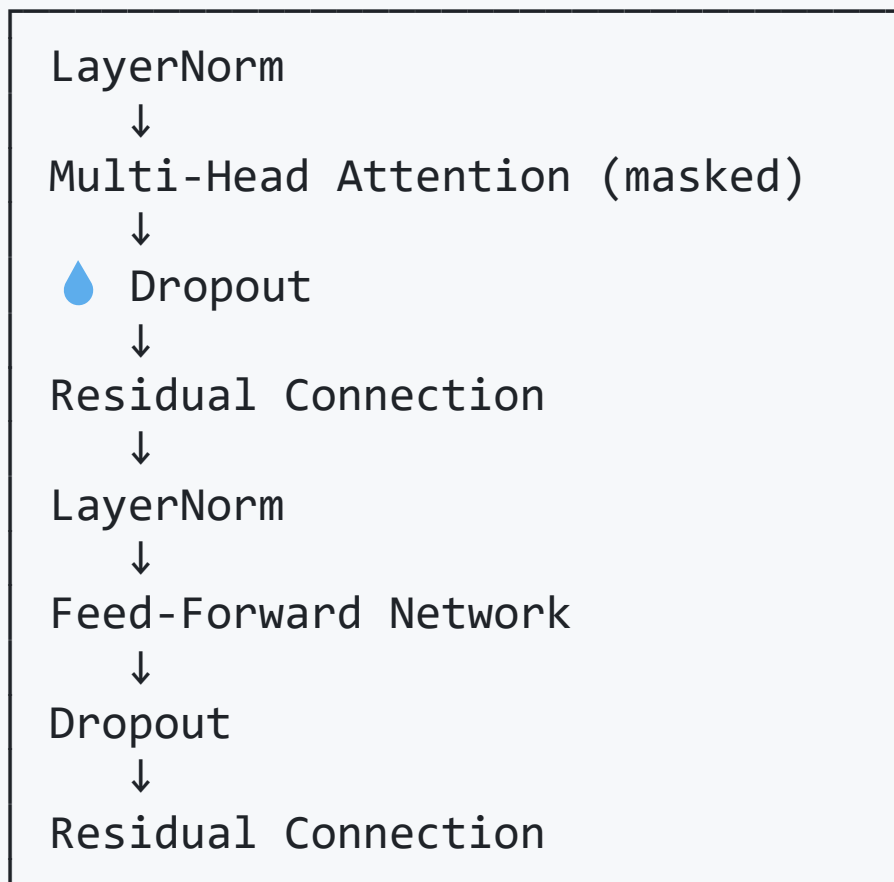 LayerNorm
↓
Multi-Head Attention (masked)
↓
💧 Dropout
↓
Residual Connection
↓
LayerNorm
↓
Feed-Forward Network
↓
Dropout
↓
Residual Connection